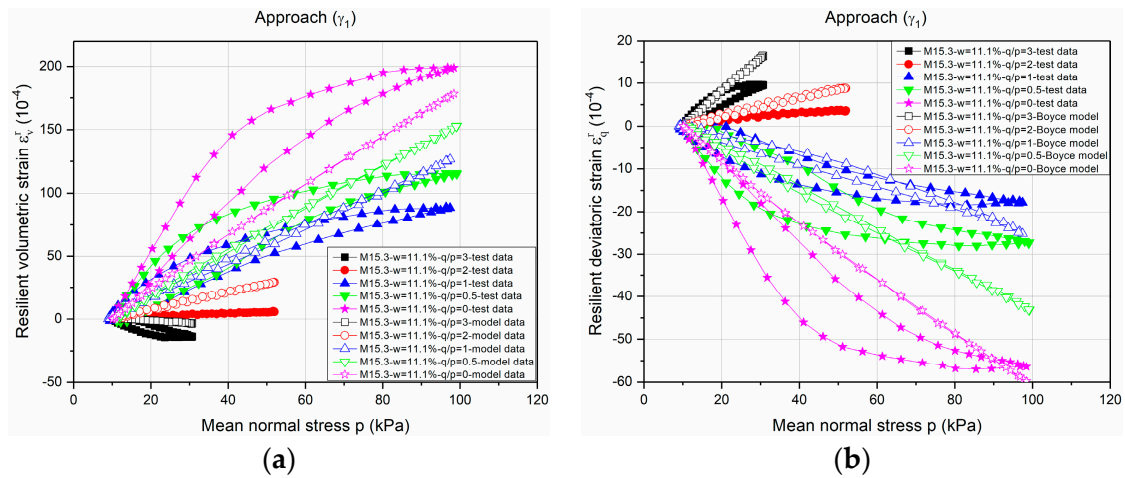 Approach (γ1)
Resilient volumetric strain ε_v^r (10^-4)
200
150
100
50
0
-50
0
20
40
60
80
100
120
Mean normal stress p (kPa)
M15.3-w=11.1%-q/p=3-test data
M15.3-w=11.1%-q/p=2-test data
M15.3-w=11.1%-q/p=1-test data
M15.3-w=11.1%-q/p=0.5-test data
M15.3-w=11.1%-q/p=0-test data
M15.3-w=11.1%-q/p=3-model data
M15.3-w=11.1%-q/p=2-model data
M15.3-w=11.1%-q/p=1-model data
M15.3-w=11.1%-q/p=0.5-model data
M15.3-w=11.1%-q/p=0-model data
(a)
Approach (γ1)
Resilient deviatoric strain ε_q^r (10^-4)
20
10
0
-10
-20
-30
-40
-50
-60
0
20
40
60
80
100
120
Mean normal stress p (kPa)
M15.3-w=11.1%-q/p=3-test data
M15.3-w=11.1%-q/p=2-test data
M15.3-w=11.1%-q/p=1-test data
M15.3-w=11.1%-q/p=0.5-test data
M15.3-w=11.1%-q/p=0-test data
M15.3-w=11.1%-q/p=3-Boyce model
M15.3-w=11.1%-q/p=2-Boyce model
M15.3-w=11.1%-q/p=1-Boyce model
M15.3-w=11.1%-q/p=0.5-Boyce model
M15.3-w=11.1%-q/p=0-Boyce model
(b)